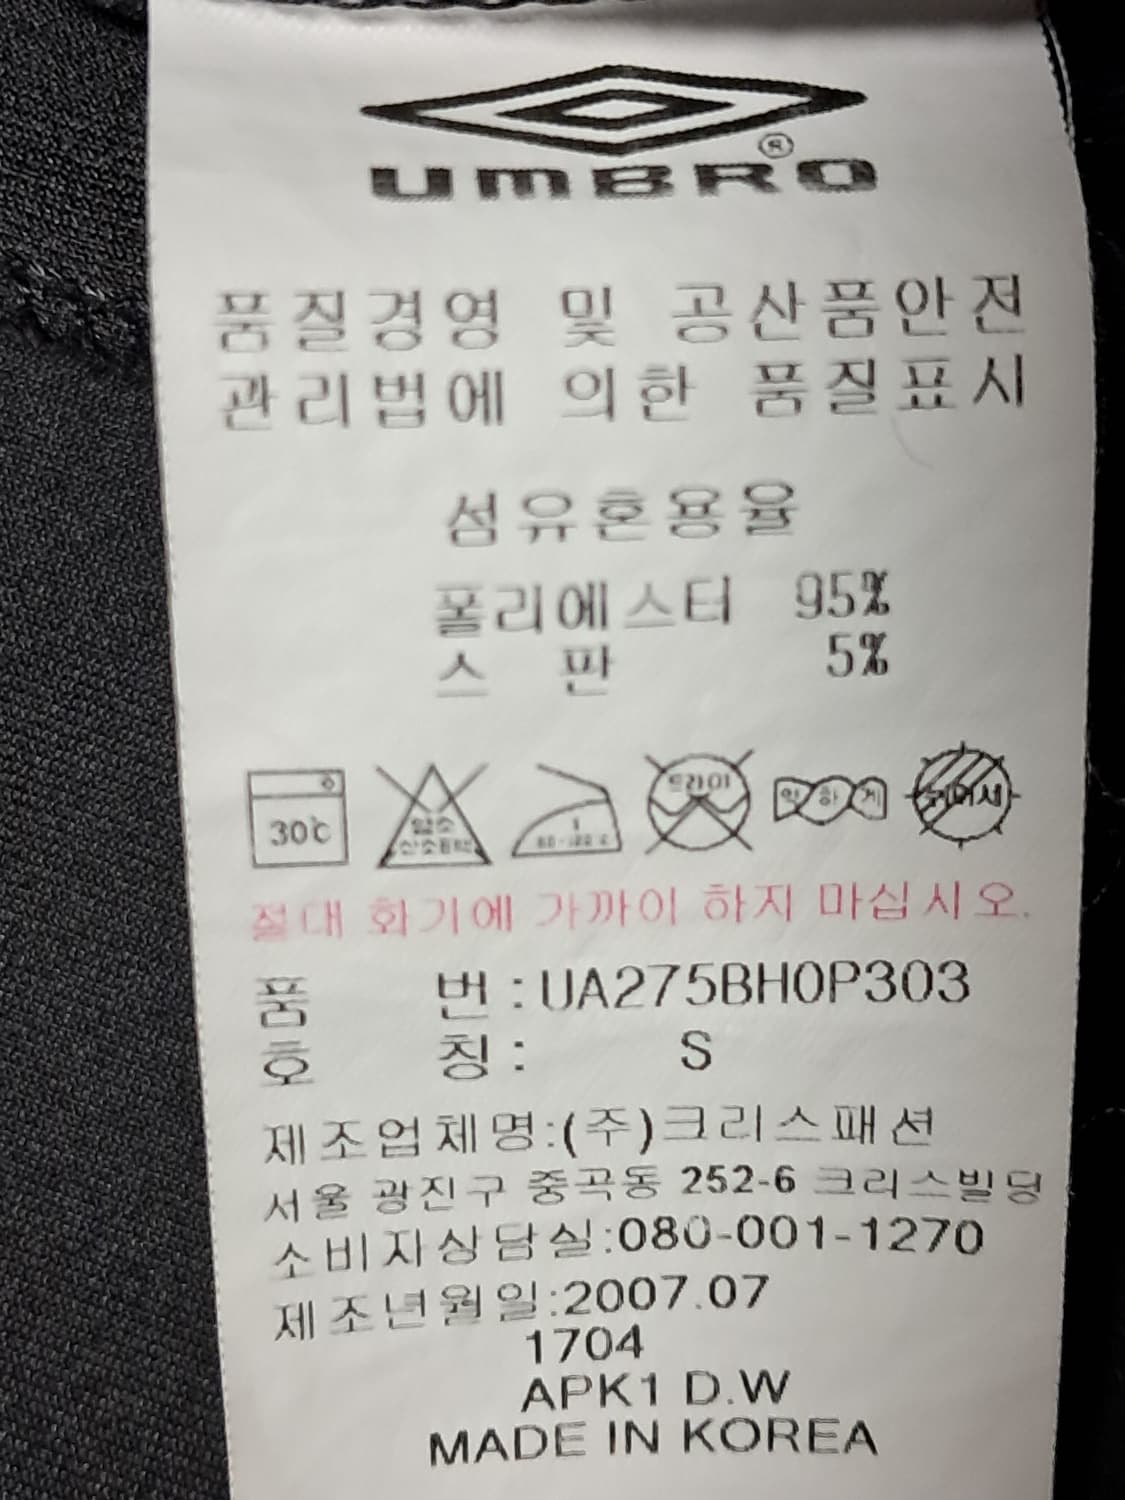 UMBRO®
품질경영 및 공산품안전
관리법에 의한 품질표시
섬유혼용율
폴리에스터 95%
스 판 5%
30℃ 드라이 약하게
절대 화기에 가까이 하지 마십시오.
품 번:UA275BH0P303
호 칭: S
제조업체명:(주)크리스패션
서울 광진구 중곡동 252-6 크리스빌딩
소비자상담실:080-001-1270
제조년월일:2007.07
1704
APK1 D.W
MADE IN KOREA